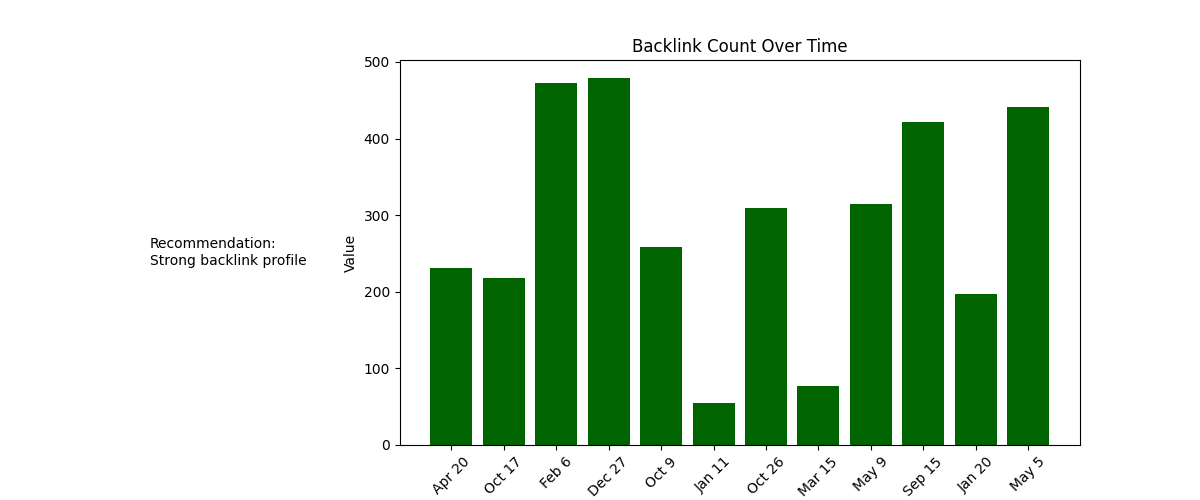 Backlink Count Over Time
500
400
300
200
100
0
Value
Recommendation:
Strong backlink profile
Apr 20
Oct 17
Feb 6
Dec 27
Oct 9
Jan 11
Oct 26
Mar 15
May 9
Sep 15
Jan 20
May 5